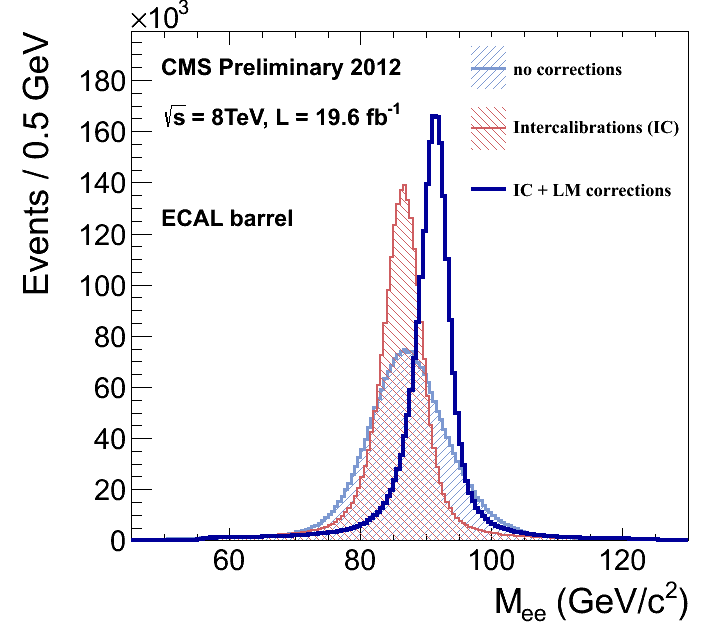 ×10³
CMS Preliminary 2012
√s = 8TeV, L = 19.6 fb⁻¹
ECAL barrel
no corrections
Intercalibrations (IC)
IC + LM corrections
Events / 0.5 GeV
180
160
140
120
100
80
60
40
20
0
60 80 100 120
M_ee (GeV/c²)